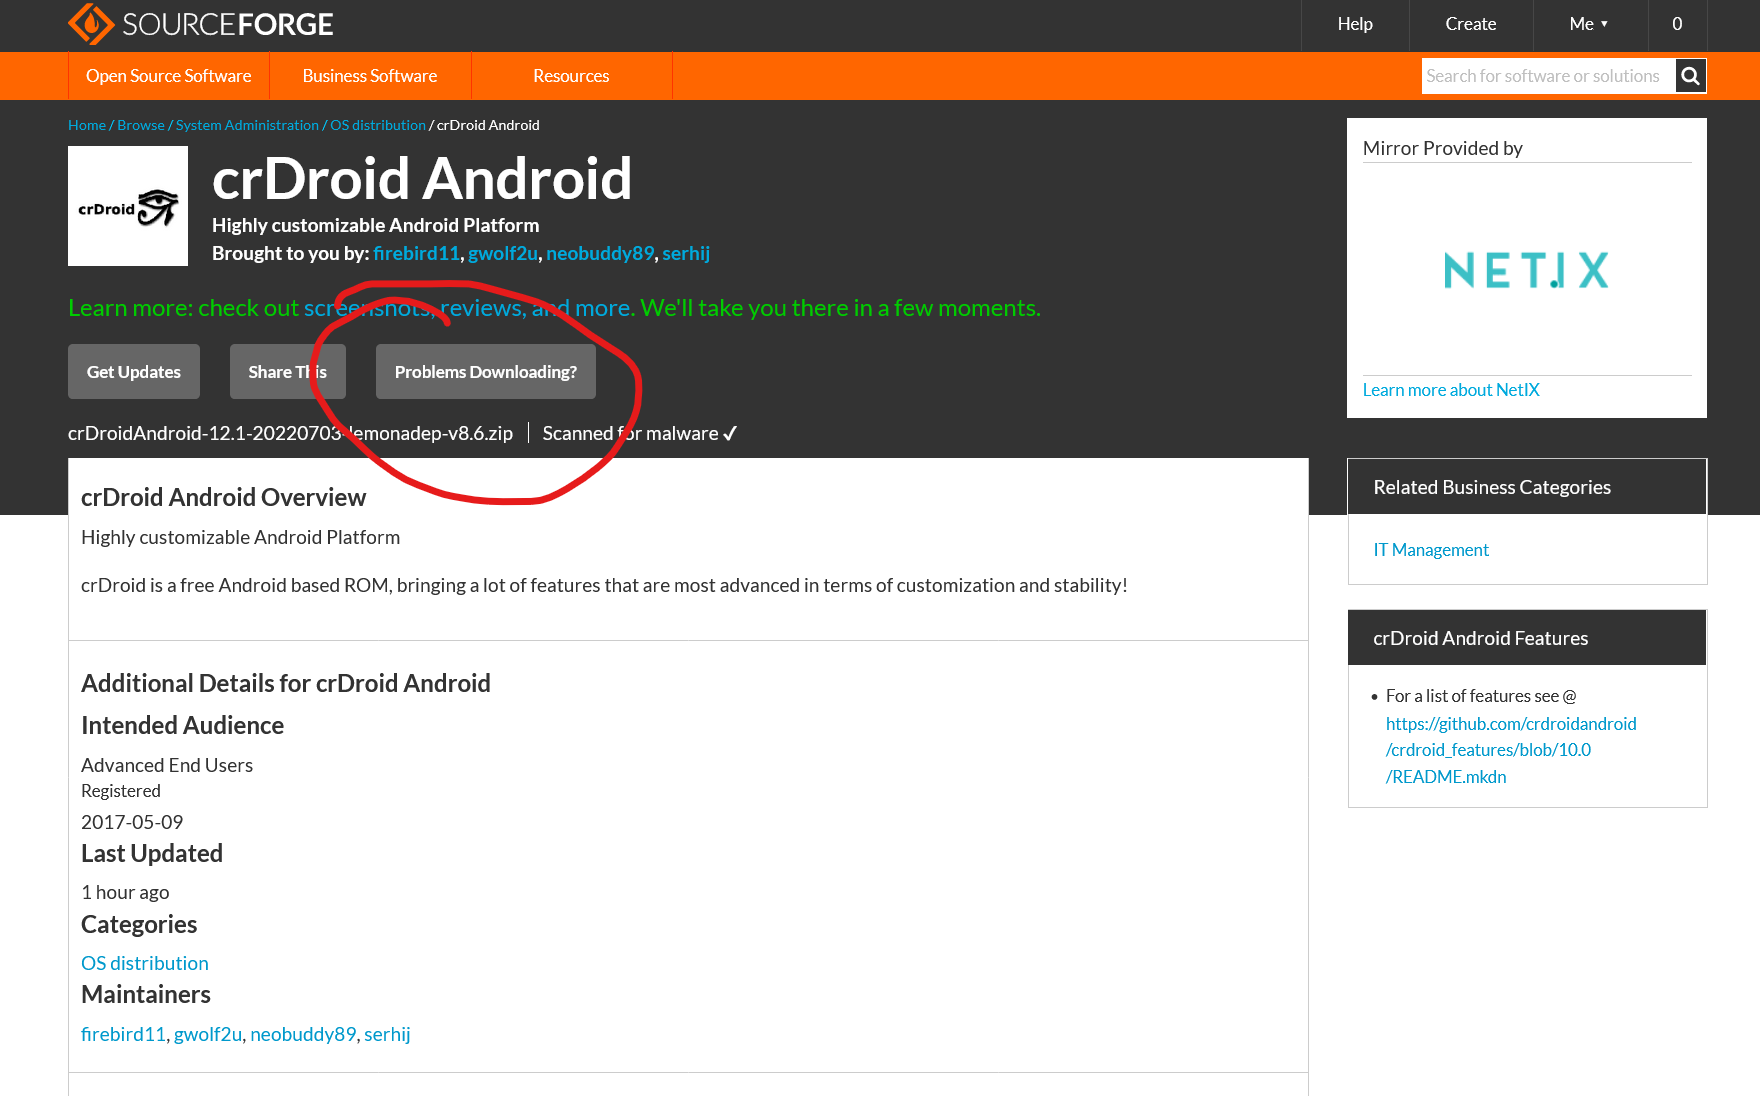 SOURCEFORGE
Help
Create
Me ▼
0
Open Source Software
Business Software
Resources
Search for software or solutions
Home / Browse / System Administration / OS distribution / crDroid Android
crDroid
crDroid Android
Highly customizable Android Platform
Brought to you by: firebird11, gwolf2u, neobuddy89, serhij
Learn more: check out screenshots, reviews, and more. We'll take you there in a few moments.
Get Updates
Share This
Problems Downloading?
crDroidAndroid-12.1-20220703-lemonadep-v8.6.zip
Scanned for malware ✓
Mirror Provided by
NETIX
Learn more about NetIX
crDroid Android Overview
Highly customizable Android Platform
crDroid is a free Android based ROM, bringing a lot of features that are most advanced in terms of customization and stability!
Additional Details for crDroid Android
Intended Audience
Advanced End Users
Registered
2017-05-09
Last Updated
1 hour ago
Categories
OS distribution
Maintainers
firebird11, gwolf2u, neobuddy89, serhij
Related Business Categories
IT Management
crDroid Android Features
• For a list of features see @
https://github.com/crdroidandroid
/crdroid_features/blob/10.0
/README.mkdn